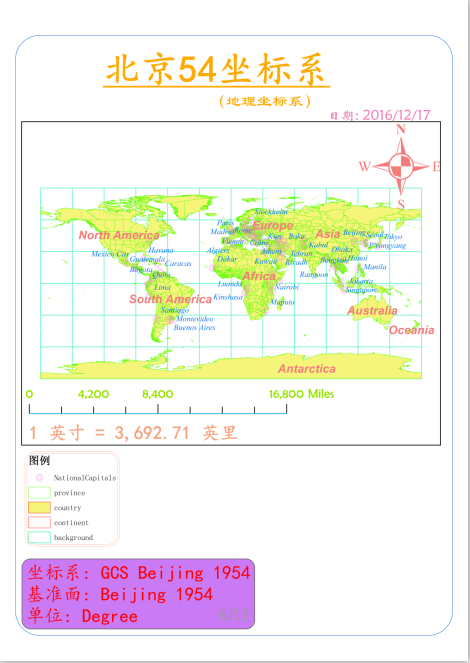 北京54坐标系
(地理坐标系)
日期: 2016/12/17
N
W E
S
Stockholm
Paris
Europe
Madrid Rome
Kiev Baku
Asia
Beijing Seoul Tokyo
North America
Vienna Cairo
Pyongyang
Havana
Algiers
Athens
Kabul
Dhaka
Mexico City
Guatemala
Tehran
Hanoi
Caracas
Dakar
Kuwait
Riyadh
Bangkok
Manila
Bogota
Quito
Africa
Rangoon
Lima
Luanda
Nairobi
Jakarta
Singapore
South America
Kinshasa
Maputo
Santiago
Australia
Montevideo
Buenos Aires
Oceania
Antarctica
0 4,200 8,400 16,800 Miles
1 英寸 = 3,692.71 英里
图例
NationalCapitals
province
country
continent
background
坐标系: GCS Beijing 1954
基准面: Beijing 1954
单位: Degree